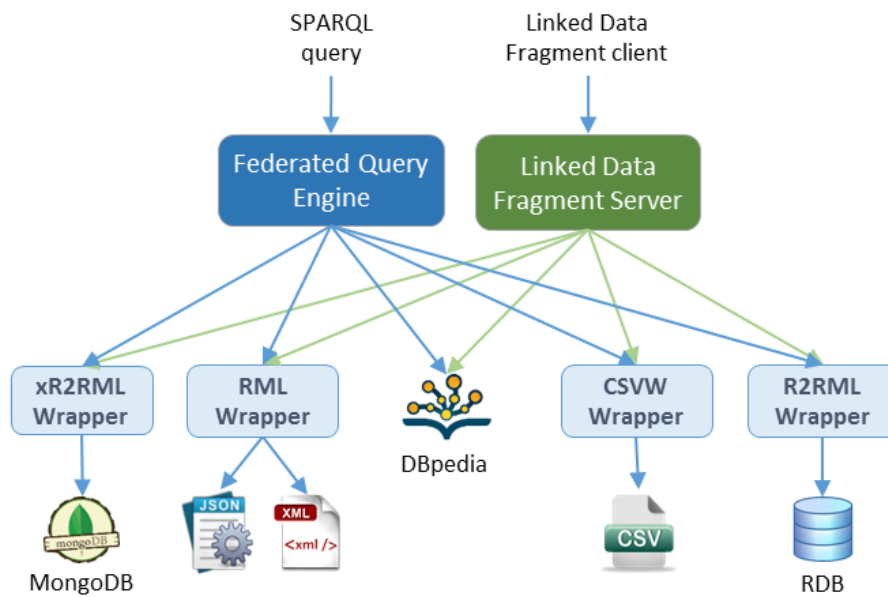 SPARQL
query
Linked Data
Fragment client
Federated Query
Engine
Linked Data
Fragment Server
xR2RML
Wrapper
RML
Wrapper
DBpedia
CSVW
Wrapper
R2RML
Wrapper
mongoDB
MongoDB
JSON
XML
<xml />
CSV
RDB